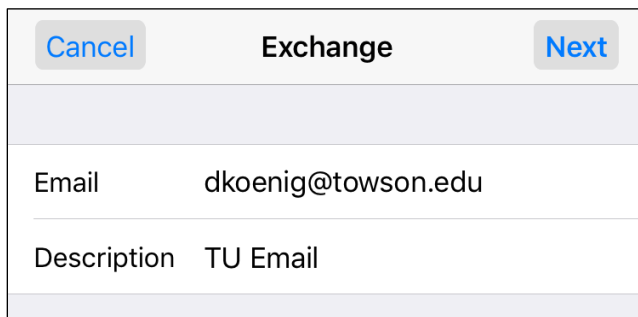 Cancel Exchange Next
Email dkoenig@towson.edu
Description TU Email